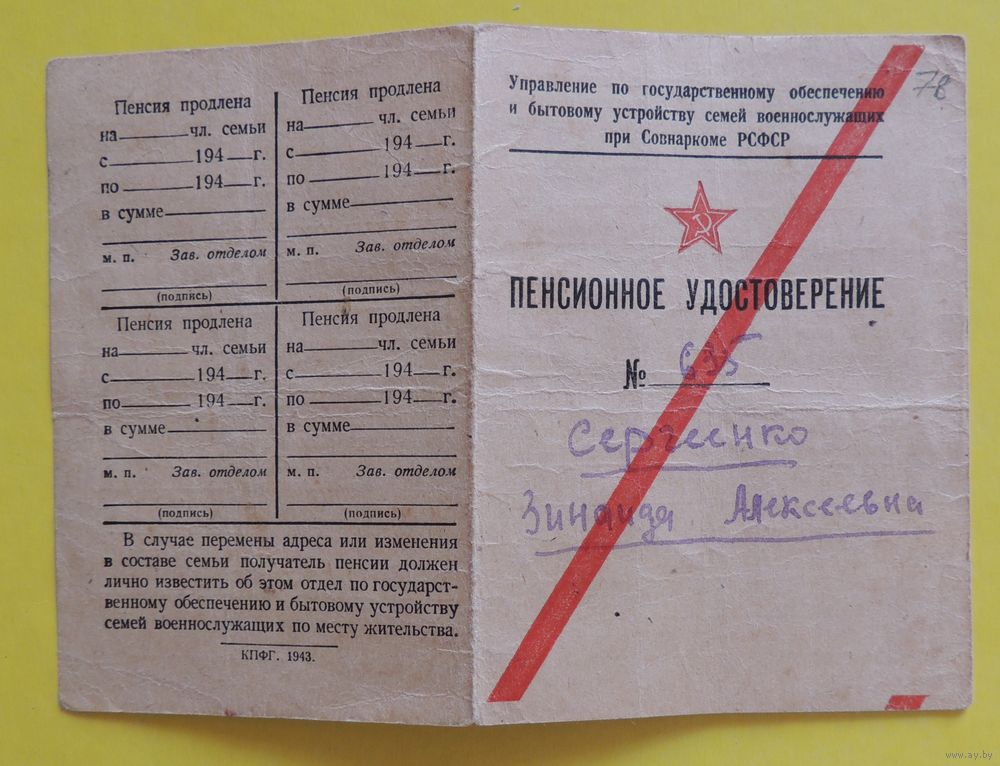 Пенсия продлена
на чл. семьи
с 194 г.
по 194 г.
в сумме
м. п. Зав. отделом
(подпись)
Пенсия продлена
на чл. семьи
с 194 г.
по 194 г.
в сумме
м. п. Зав. отделом
(подпись)
Пенсия продлена
на чл. семьи
с 194 г.
по 194 г.
в сумме
м. п. Зав. отделом
(подпись)
Пенсия продлена
на чл. семьи
с 194 г.
по 194 г.
в сумме
м. п. Зав. отделом
(подпись)
В случае перемены адреса или изменения
в составе семьи получатель пенсии должен
лично известить об этом отдел по государст-
венному обеспечению и бытовому устройству
семей военнослужащих по месту жительства.
КПФГ. 1943.
78
Управление по государственному обеспечению
и бытовому устройству семей военнослужащих
при Совнаркоме РСФСР
ПЕНСИОННОЕ УДОСТОВЕРЕНИЕ
№ 635
Сергиенко
Зинаида Алексеевна
www.ay.by